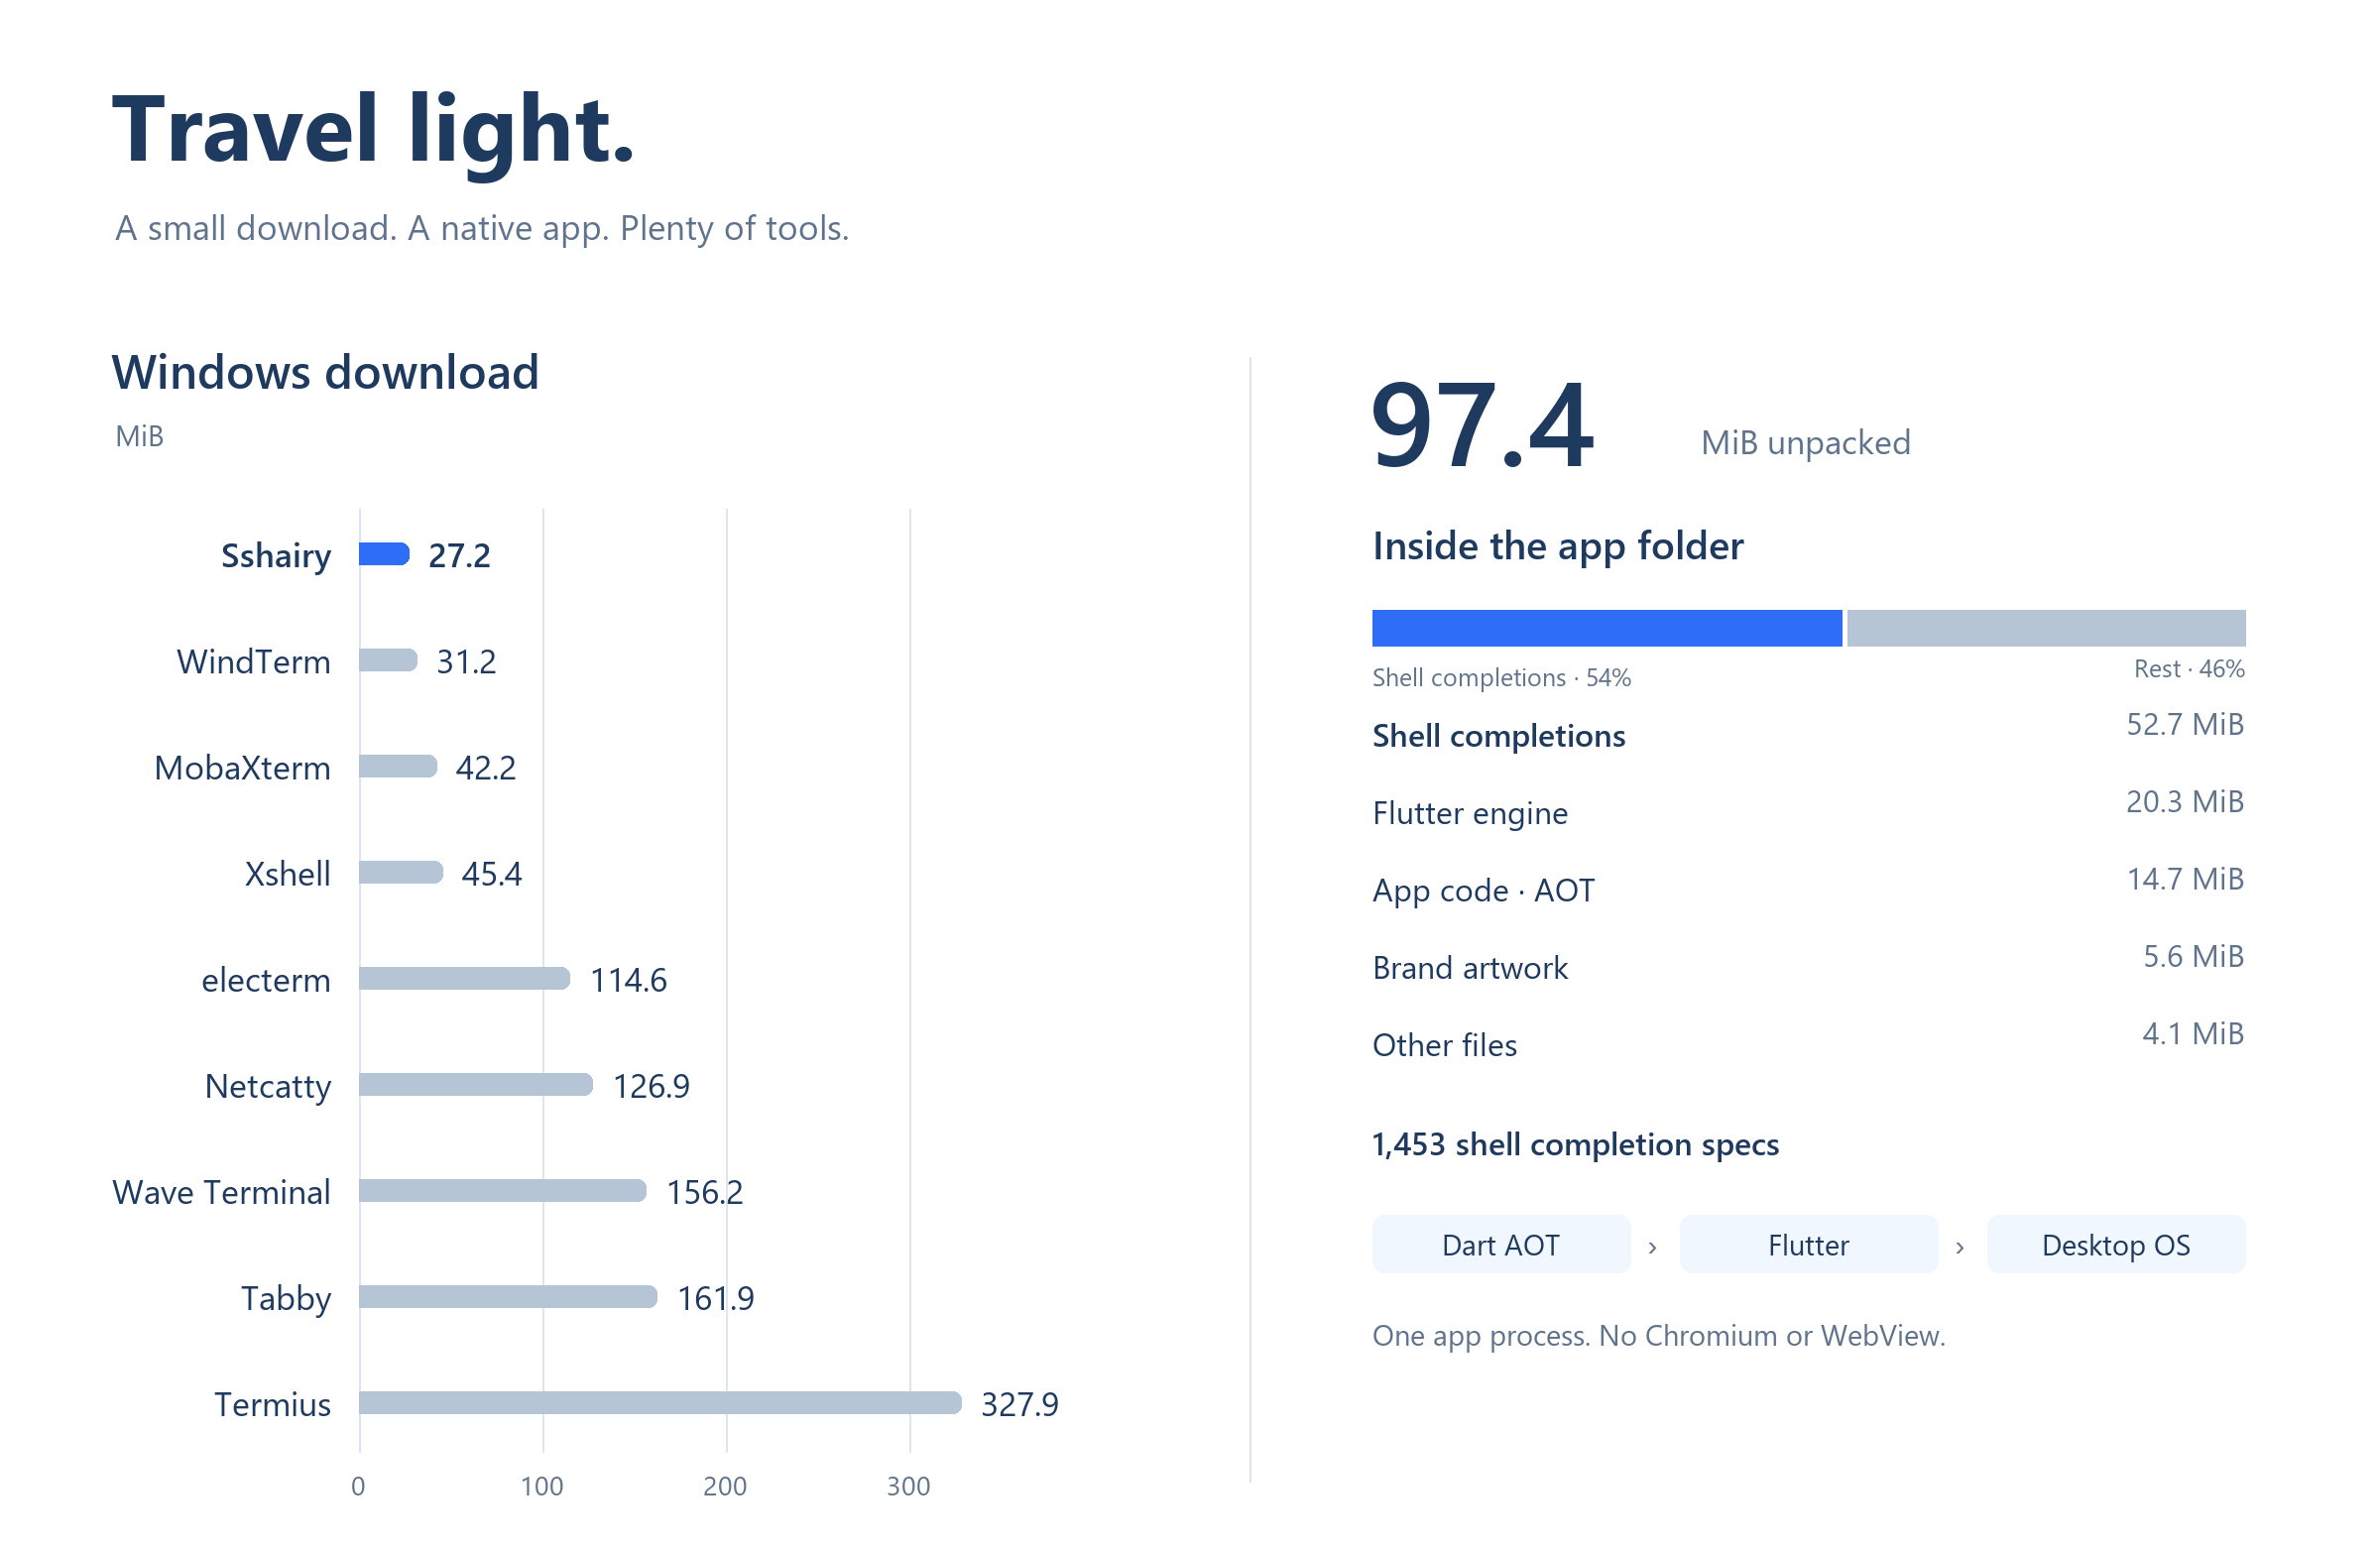 Travel light.
A small download. A native app. Plenty of tools.
Windows download
MiB
Sshairy 27.2
WindTerm 31.2
MobaXterm 42.2
Xshell 45.4
electerm 114.6
Netcatty 126.9
Wave Terminal 156.2
Tabby 161.9
Termius 327.9
0 100 200 300
97.4 MiB unpacked
Inside the app folder
Shell completions · 54% Rest · 46%
Shell completions 52.7 MiB
Flutter engine 20.3 MiB
App code · AOT 14.7 MiB
Brand artwork 5.6 MiB
Other files 4.1 MiB
1,453 shell completion specs
Dart AOT › Flutter › Desktop OS
One app process. No Chromium or WebView.